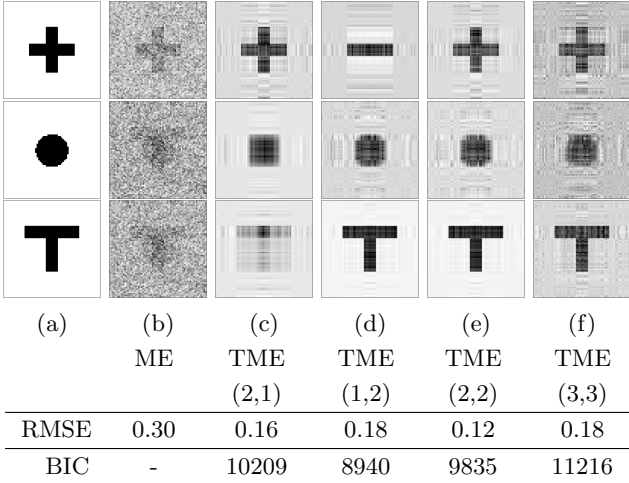 (a) (b) (c) (d) (e) (f)
ME TME TME TME TME
(2,1) (1,2) (2,2) (3,3)
RMSE 0.30 0.16 0.18 0.12 0.18
BIC - 10209 8940 9835 11216